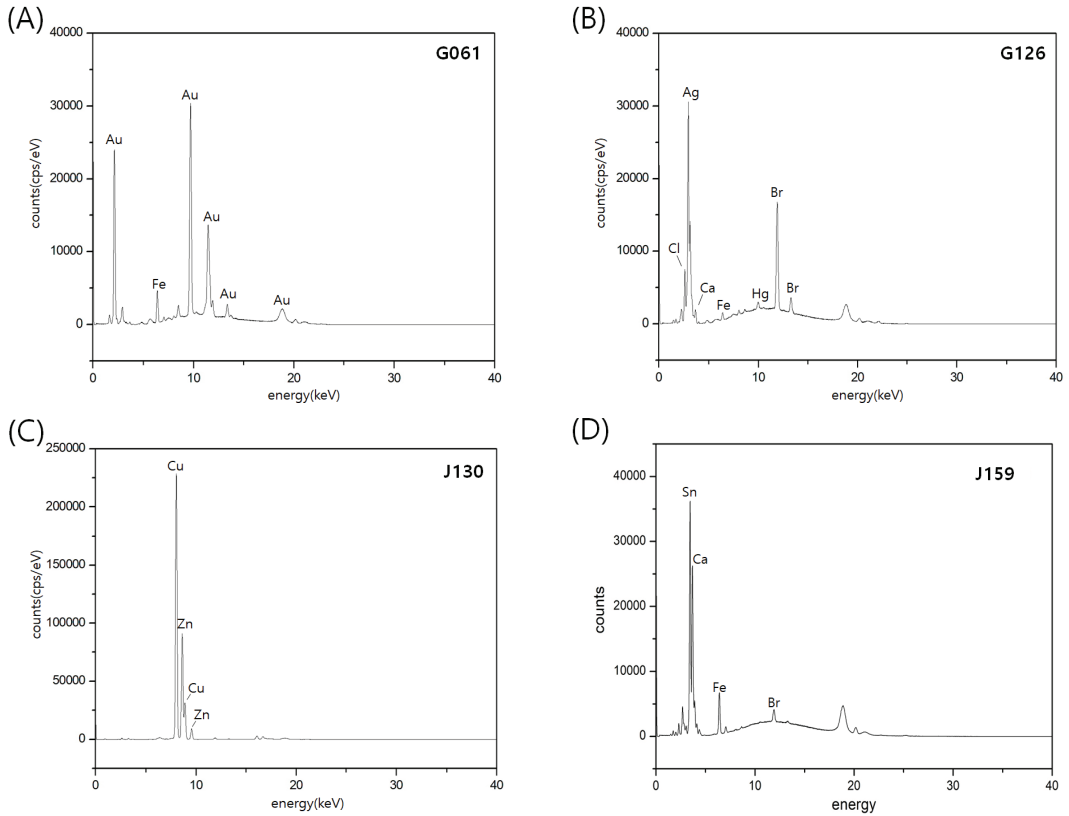 (A)
G061
40000
30000
20000
10000
0
counts(cps/eV)
Au
Au
Au
Fe
Au
Au
0 10 20 30 40
energy(keV)
(B)
G126
40000
30000
20000
10000
0
counts(cps/eV)
Ag
Br
Cl
Ca
Fe
Hg
Br
0 10 20 30 40
energy(keV)
(C)
J130
250000
200000
150000
100000
50000
0
counts(cps/eV)
Cu
Zn
Cu
Zn
0 10 20 30 40
energy(keV)
(D)
J159
40000
30000
20000
10000
0
counts
Sn
Ca
Fe
Br
0 10 20 30 40
energy